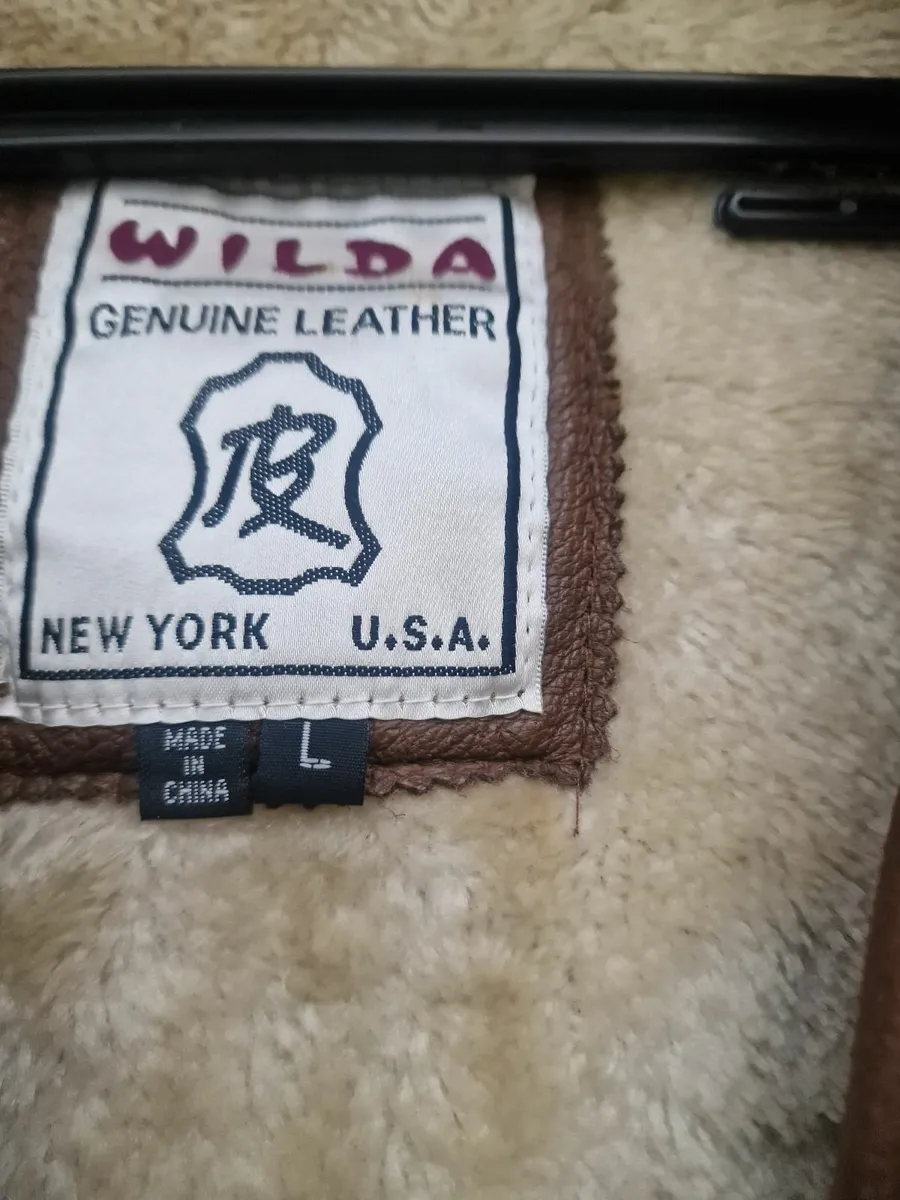 WILDA
GENUINE LEATHER
皮
NEW YORK U.S.A.
MADE
IN
CHINA
L